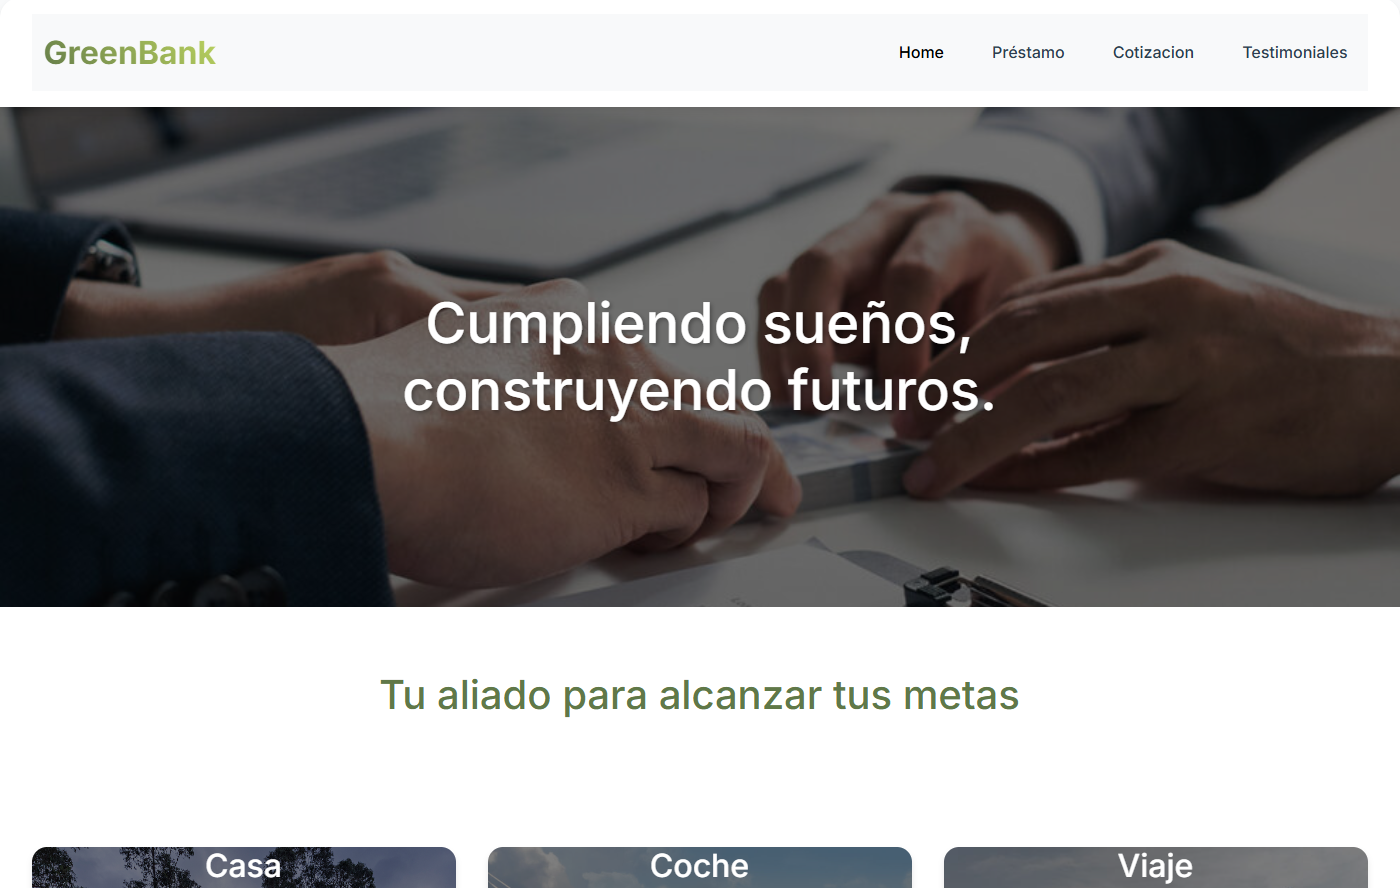 GreenBank
Home Préstamo Cotizacion Testimoniales
Cumpliendo sueños,
construyendo futuros.
Tu aliado para alcanzar tus metas
Casa Coche Viaje